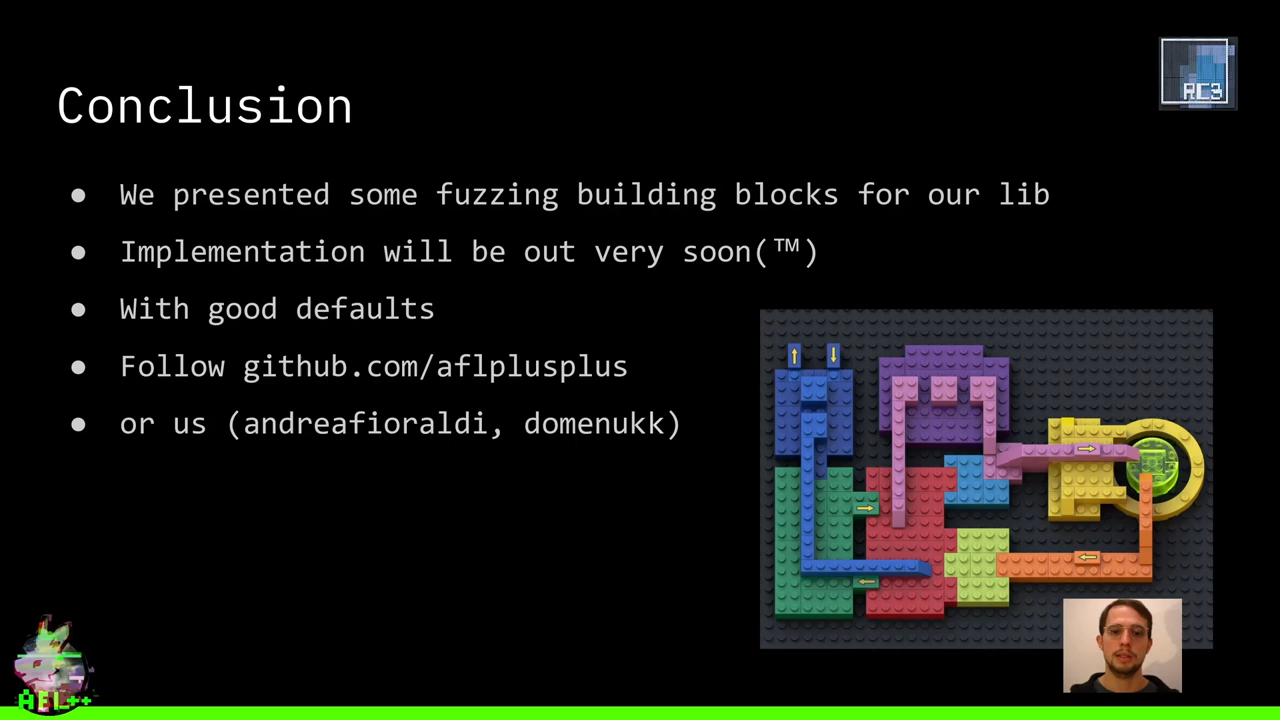 RC3
Conclusion
● We presented some fuzzing building blocks for our lib
● Implementation will be out very soon(™)
● With good defaults
● Follow github.com/aflplusplus
● or us (andreafioraldi, domenukk)
AFL++